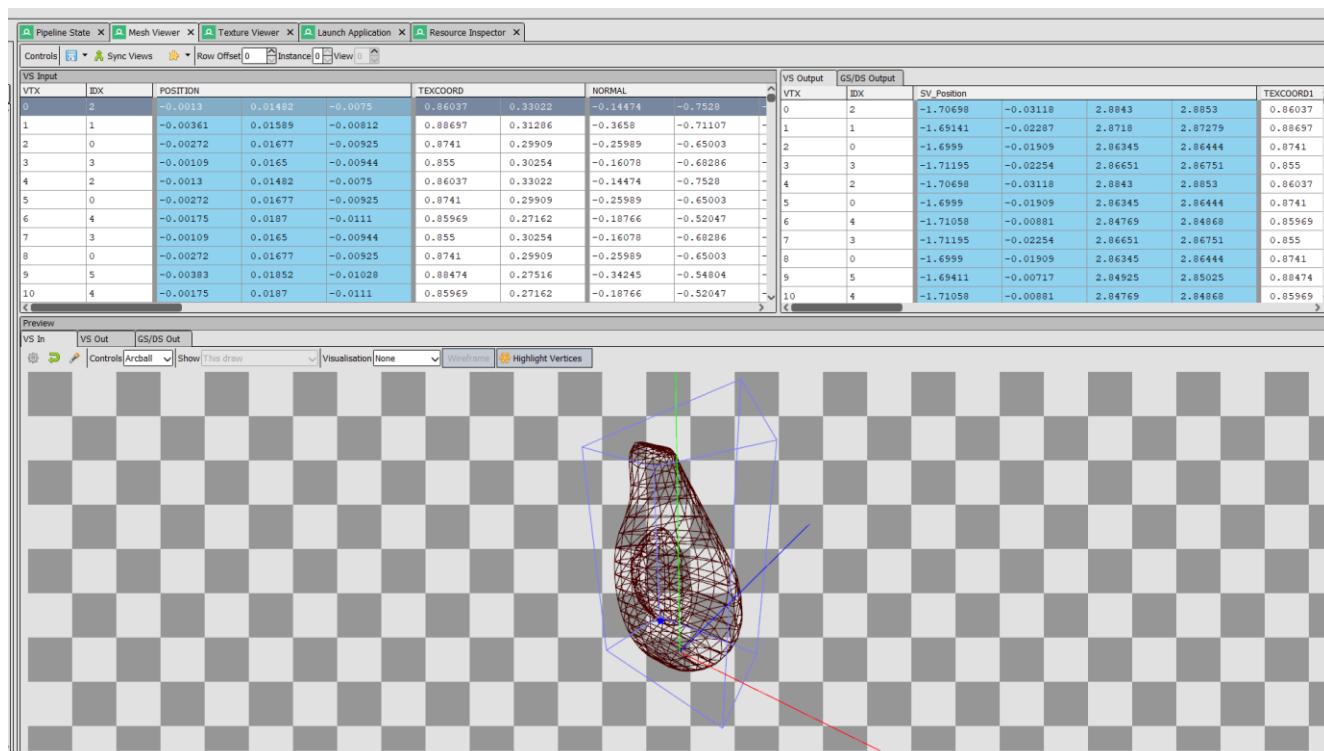 Pipeline State Mesh Viewer Texture Viewer Launch Application Resource Inspector
Controls Sync Views Row Offset 0 Instance 0 View 0
VS Input
VTX IDX POSITION TEXCOORD NORMAL
0 2 -0.0013 0.01482 -0.0075 0.86037 0.33022 -0.14474 -0.7528 -
1 1 -0.00361 0.01589 -0.00812 0.88697 0.31286 -0.3658 -0.71107 -
2 0 -0.00272 0.01677 -0.00925 0.8741 0.29909 -0.25989 -0.65003 -
3 3 -0.00109 0.0165 -0.00944 0.855 0.30254 -0.16078 -0.68286 -
4 2 -0.0013 0.01482 -0.0075 0.86037 0.33022 -0.14474 -0.7528 -
5 0 -0.00272 0.01677 -0.00925 0.8741 0.29909 -0.25989 -0.65003 -
6 4 -0.00175 0.0187 -0.0111 0.85969 0.27162 -0.18766 -0.52047 -
7 3 -0.00109 0.0165 -0.00944 0.855 0.30254 -0.16078 -0.68286 -
8 0 -0.00272 0.01677 -0.00925 0.8741 0.29909 -0.25989 -0.65003 -
9 5 -0.00383 0.01852 -0.01028 0.88474 0.27516 -0.34245 -0.54804 -
10 4 -0.00175 0.0187 -0.0111 0.85969 0.27162 -0.18766 -0.52047 -
VS Output GS/DS Output
VTX IDX SV_Position TEXCOORD1
0 2 -1.70698 -0.03118 2.8843 2.8853 0.86037
1 1 -1.69141 -0.02287 2.8718 2.87279 0.88697
2 0 -1.6999 -0.01909 2.86345 2.86444 0.8741
3 3 -1.71195 -0.02254 2.86651 2.86751 0.855
4 2 -1.70698 -0.03118 2.8843 2.8853 0.86037
5 0 -1.6999 -0.01909 2.86345 2.86444 0.8741
6 4 -1.71058 -0.00881 2.84769 2.84868 0.85969
7 3 -1.71195 -0.02254 2.86651 2.86751 0.855
8 0 -1.6999 -0.01909 2.86345 2.86444 0.8741
9 5 -1.69411 -0.00717 2.84925 2.85025 0.88474
10 4 -1.71058 -0.00881 2.84769 2.84868 0.85969
Preview
VS In VS Out GS/DS Out
Controls Arcball Show This draw Visualisation None Wireframe Highlight Vertices